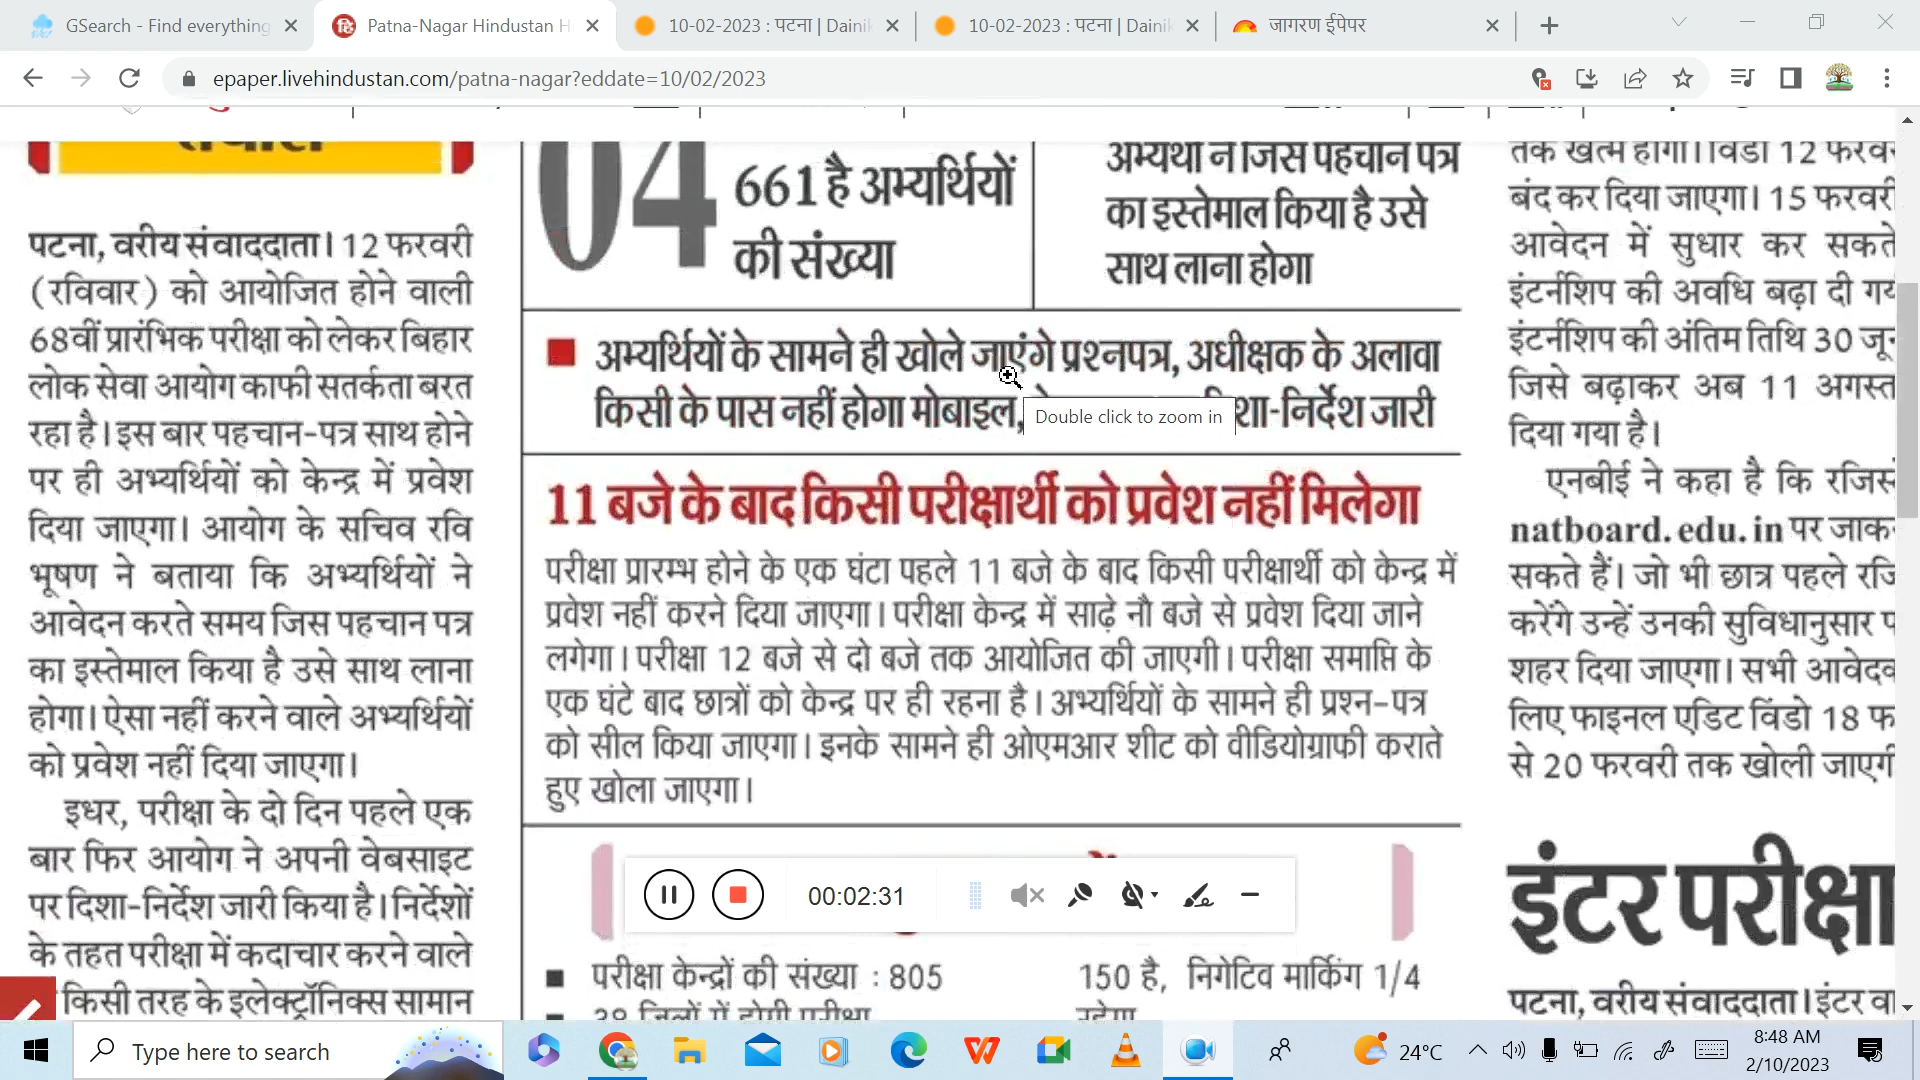 GSearch - Find everything
Patna-Nagar Hindustan H
10-02-2023 : पटना | Dainik
10-02-2023 : पटना | Dainik
जागरण ईपेपर
epaper.livehindustan.com/patna-nagar?eddate=10/02/2023
पटना, वरीय संवाददाता। 12 फरवरी
(रविवार) को आयोजित होने वाली
68वीं प्रारंभिक परीक्षा को लेकर बिहार
लोक सेवा आयोग काफी सतर्कता बरत
रहा है। इस बार पहचान-पत्र साथ होने
पर ही अभ्यर्थियों को केन्द्र में प्रवेश
दिया जाएगा। आयोग के सचिव रवि
भूषण ने बताया कि अभ्यर्थियों ने
आवेदन करते समय जिस पहचान पत्र
का इस्तेमाल किया है उसे साथ लाना
होगा। ऐसा नहीं करने वाले अभ्यर्थियों
को प्रवेश नहीं दिया जाएगा।
इधर, परीक्षा के दो दिन पहले एक
बार फिर आयोग ने अपनी वेबसाइट
पर दिशा-निर्देश जारी किया है। निर्देशों
के तहत परीक्षा में कदाचार करने वाले
किसी तरह के इलेक्ट्रॉनिक्स सामान
04
661 है अभ्यर्थियों
की संख्या
अभ्यर्थी ने जिस पहचान पत्र
का इस्तेमाल किया है उसे
साथ लाना होगा
अभ्यर्थियों के सामने ही खोले जाएंगे प्रश्नपत्र, अधीक्षक के अलावा
किसी के पास नहीं होगा मोबाइल, शा-निर्देश जारी
Double click to zoom in
11 बजे के बाद किसी परीक्षार्थी को प्रवेश नहीं मिलेगा
परीक्षा प्रारम्भ होने के एक घंटा पहले 11 बजे के बाद किसी परीक्षार्थी को केन्द्र में
प्रवेश नहीं करने दिया जाएगा। परीक्षा केन्द्र में साढ़े नौ बजे से प्रवेश दिया जाने
लगेगा। परीक्षा 12 बजे से दो बजे तक आयोजित की जाएगी। परीक्षा समाप्ति के
एक घंटे बाद छात्रों को केन्द्र पर ही रहना है। अभ्यर्थियों के सामने ही प्रश्न-पत्र
को सील किया जाएगा। इनके सामने ही ओएमआर शीट को वीडियोग्राफी कराते
हुए खोला जाएगा।
00:02:31
परीक्षा केन्द्रों की संख्या : 805
38 जिलों में होगी परीक्षा
150 है, निगेटिव मार्किंग 1/4
रहेगा
तक खत्म होगा। विंडो 12 फरव
बंद कर दिया जाएगा। 15 फरवरी
आवेदन में सुधार कर सकते
इंटर्नशिप की अवधि बढ़ा दी गय
इंटर्नशिप की अंतिम तिथि 30 जू
जिसे बढ़ाकर अब 11 अगस्त
दिया गया है।
एनबीई ने कहा है कि रजिस
natboard.edu.in पर जाक
सकते हैं। जो भी छात्र पहले रजि
करेंगे उन्हें उनकी सुविधानुसार प
शहर दिया जाएगा। सभी आवेदक
लिए फाइनल एडिट विंडो 18 फ
से 20 फरवरी तक खोली जाएगी
इंटर परीक्षा
पटना, वरीय संवाददाता। इंटर वा
Type here to search
24°C
8:48 AM
2/10/2023